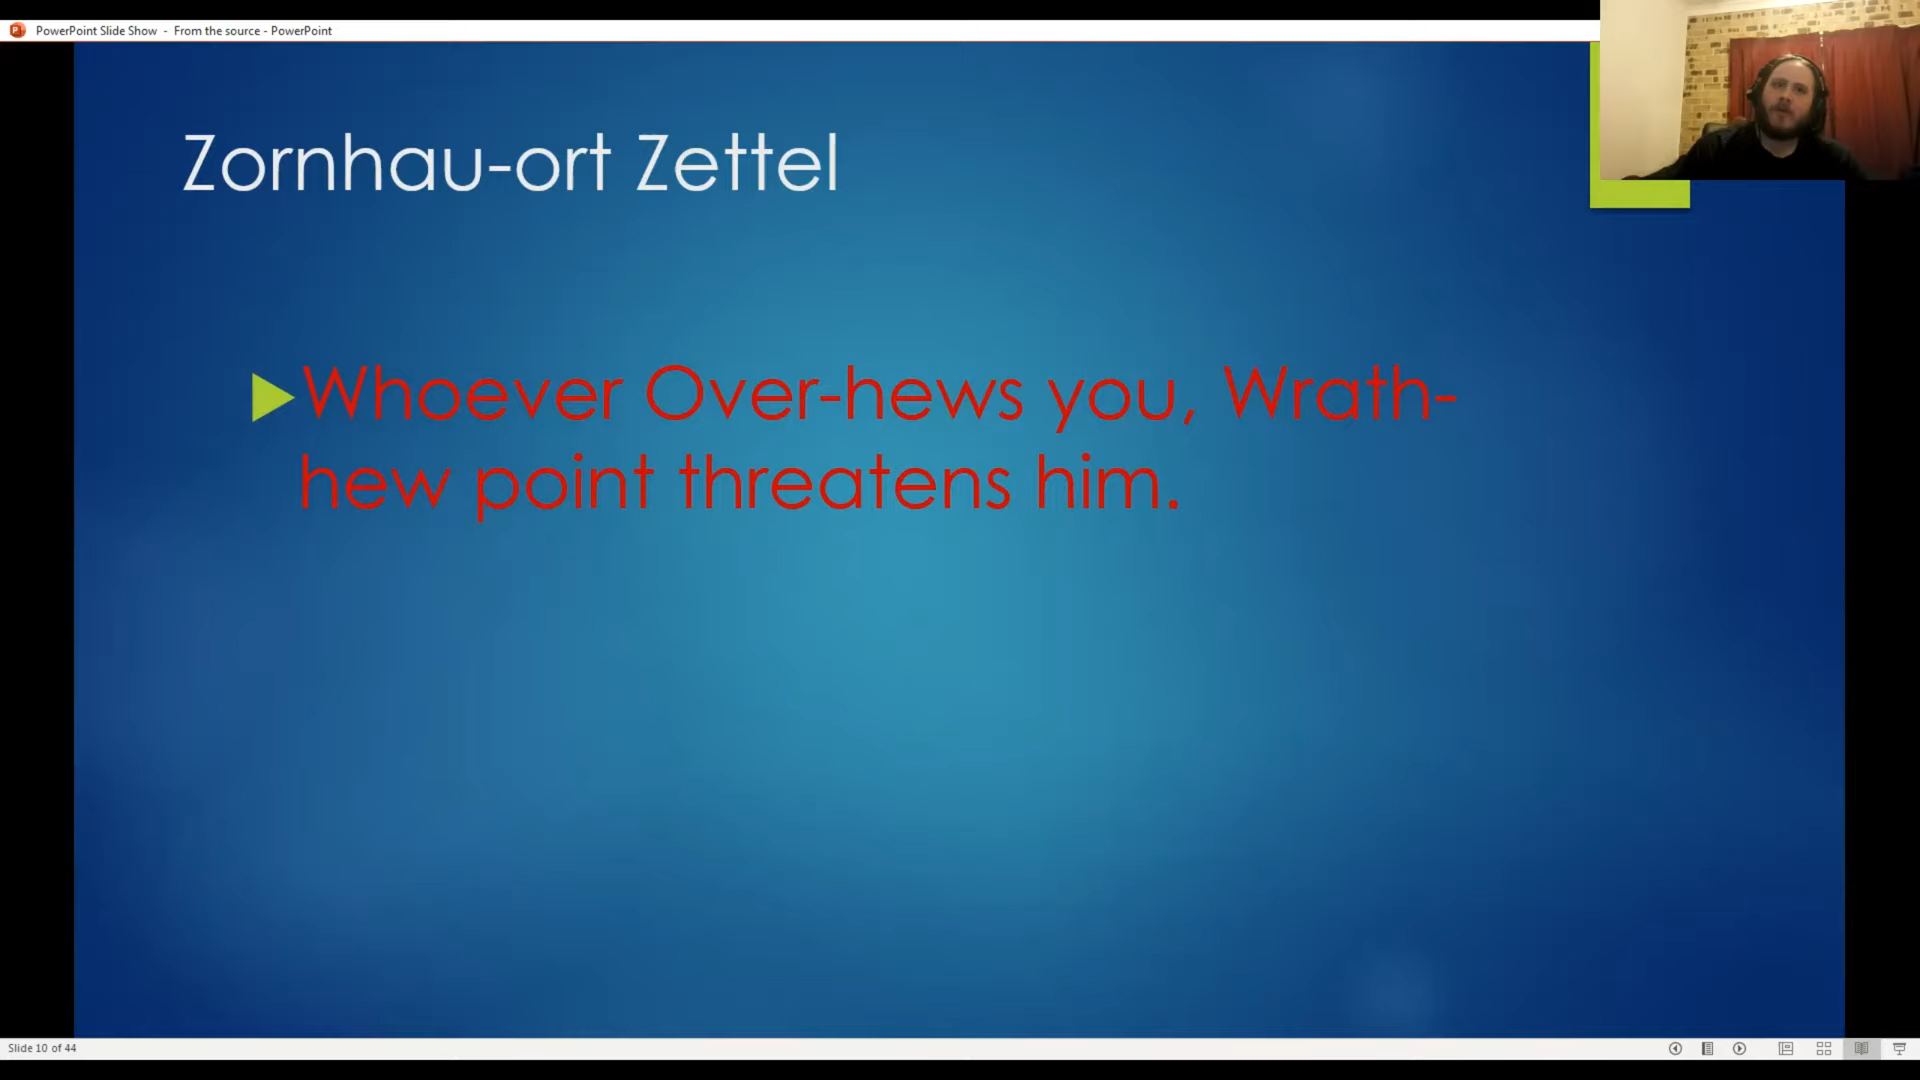 PowerPoint Slide Show - From the source - PowerPoint
Zornhau-ort Zettel
Whoever Over-hews you, Wrath-
hew point threatens him.
Slide 10 of 44